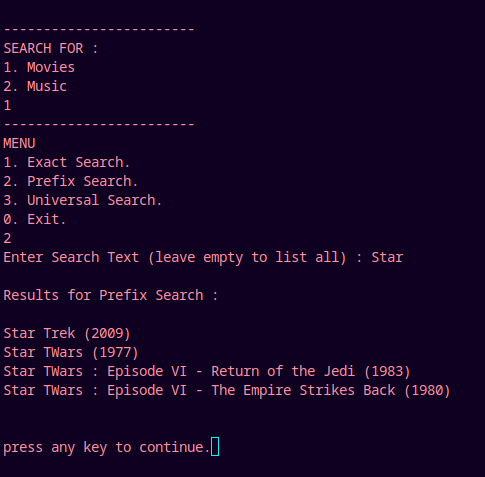 ------------------------
SEARCH FOR :
1. Movies
2. Music
1
------------------------
MENU
1. Exact Search.
2. Prefix Search.
3. Universal Search.
0. Exit.
2
Enter Search Text (leave empty to list all) : Star
Results for Prefix Search :
Star Trek (2009)
Star TWars (1977)
Star TWars : Episode VI - Return of the Jedi (1983)
Star TWars : Episode VI - The Empire Strikes Back (1980)
press any key to continue.